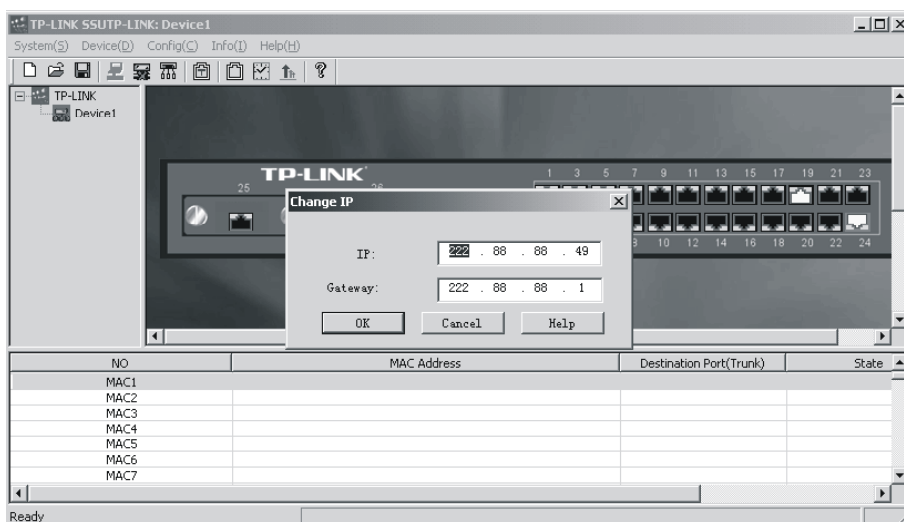 TP-LINK SSUTP-LINK: Device1
System(S) Device(D) Config(C) Info(I) Help(H)
TP-LINK
Device1
TP-LINK
1 3 5 7 9 11 13 15 17 19 21 23
25
Change IP
IP: 222 . 88 . 88 . 49
Gateway: 222 . 88 . 88 . 1
OK Cancel Help
10 12 14 16 18 20 22 24
NO MAC Address Destination Port(Trunk) State
MAC1
MAC2
MAC3
MAC4
MAC5
MAC6
MAC7
Ready